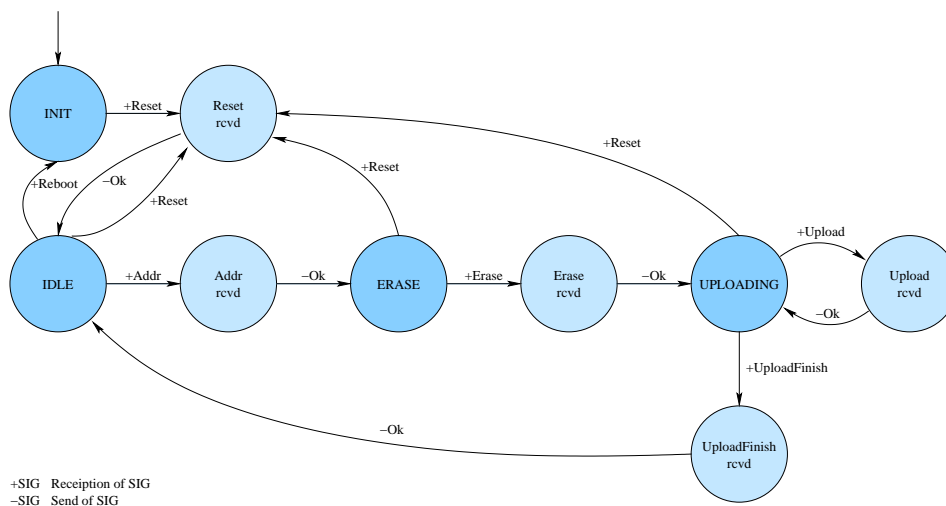 INIT
+Reset
Reset
rcvd
+Reboot
−Ok
+Reset
+Reset
+Reset
IDLE
+Addr
Addr
rcvd
−Ok
ERASE
+Erase
Erase
rcvd
−Ok
UPLOADING
+Upload
Upload
rcvd
−Ok
+UploadFinish
UploadFinish
rcvd
−Ok
+SIG Receiption of SIG
−SIG Send of SIG